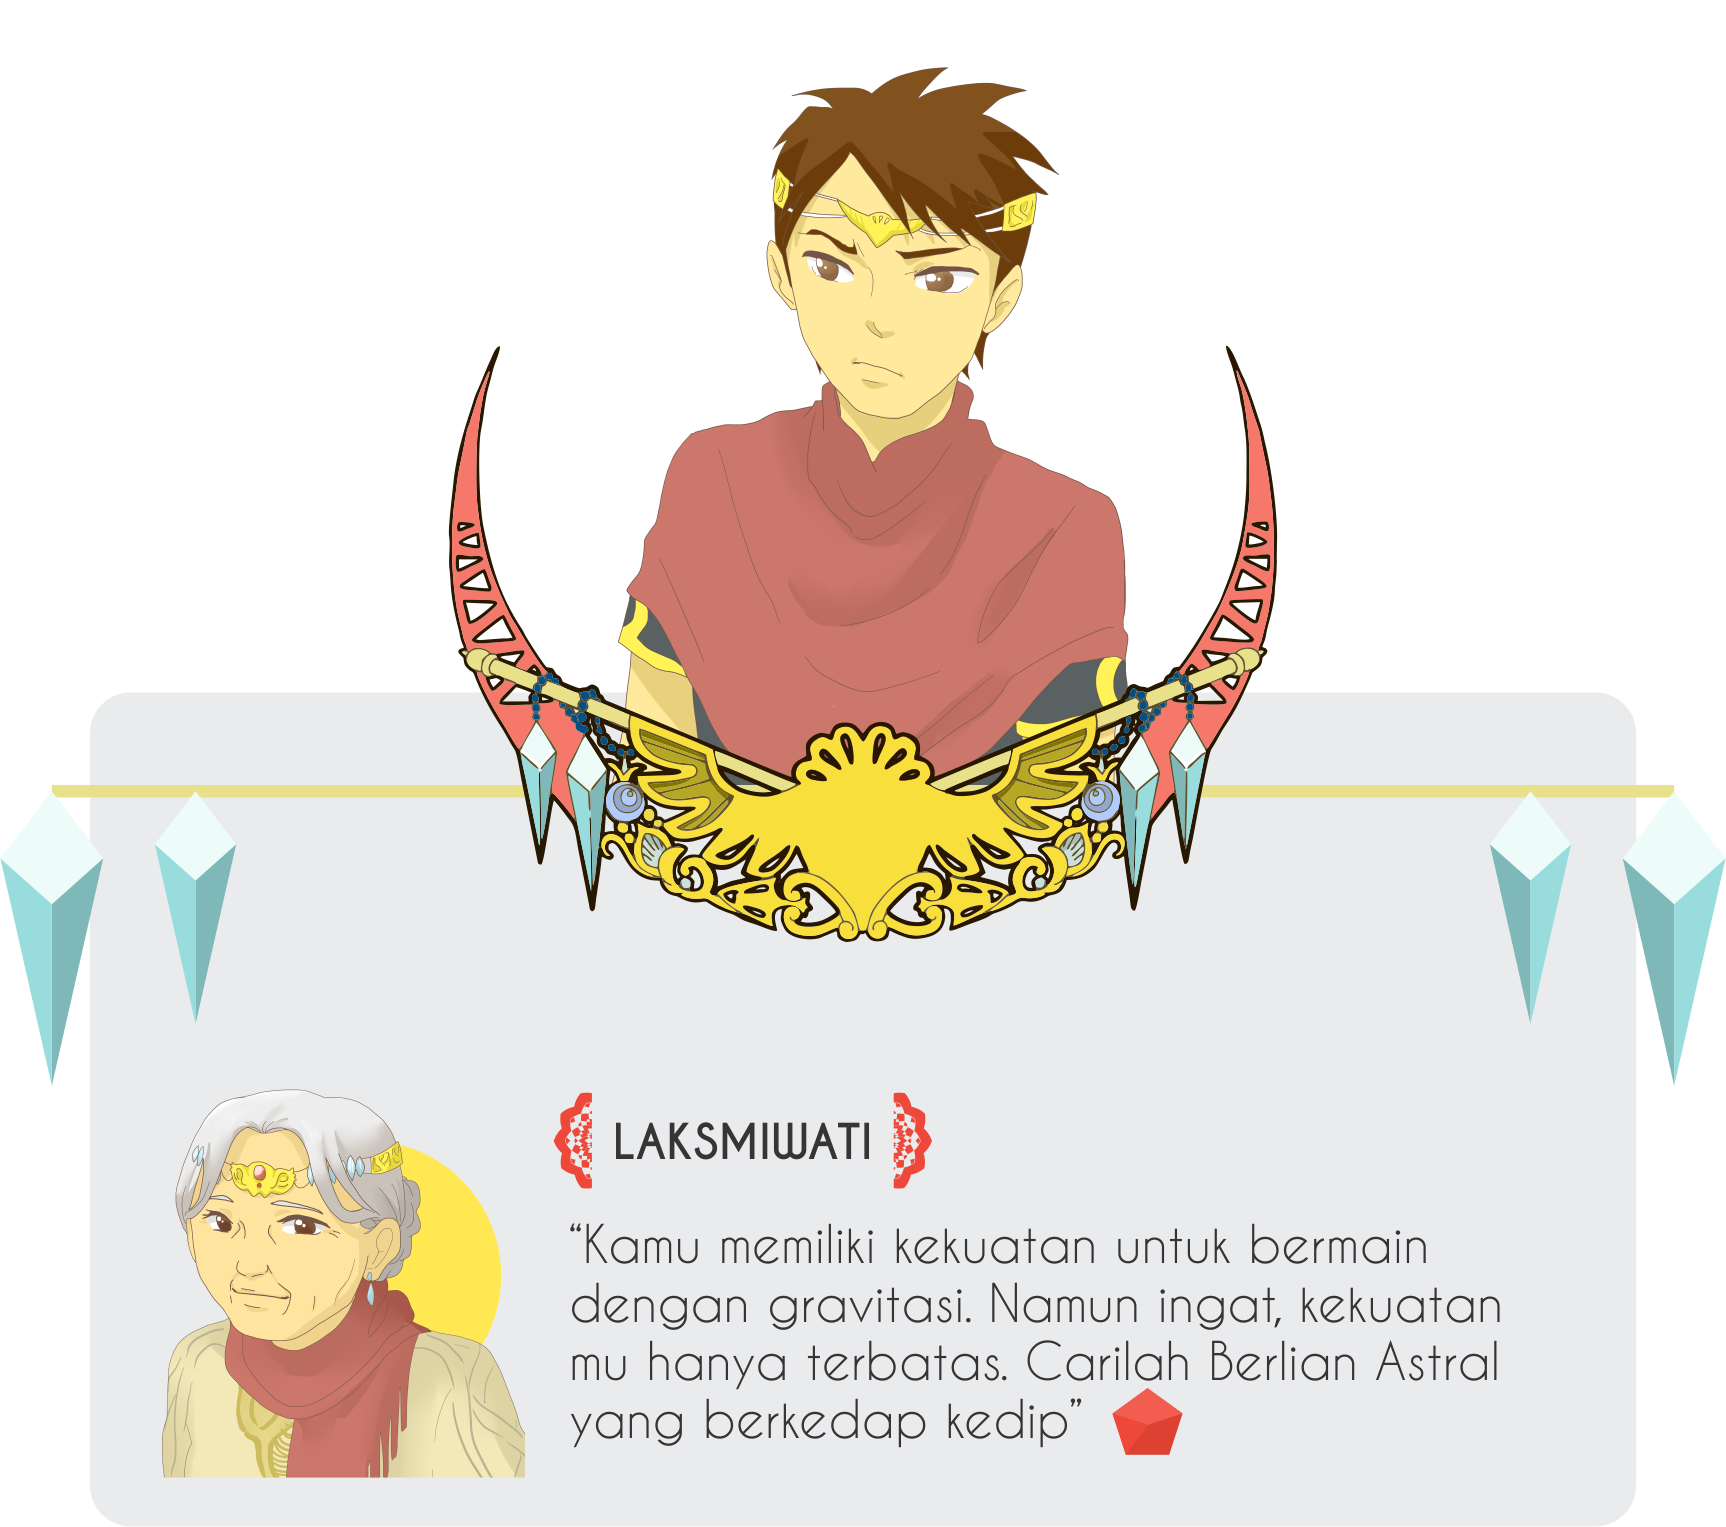 LAKSMIWATI
“Kamu memiliki kekuatan untuk bermain
dengan gravitasi. Namun ingat, kekuatan
mu hanya terbatas. Carilah Berlian Astral
yang berkedap kedip”